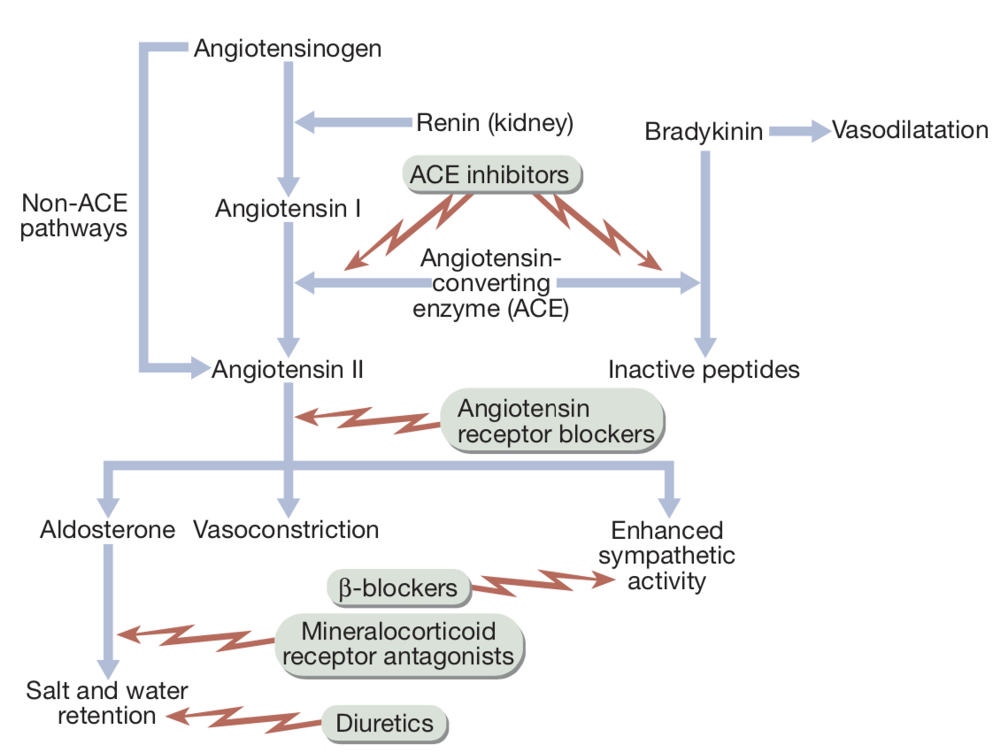 Angiotensinogen
Renin (kidney)
Bradykinin
Vasodilatation
ACE inhibitors
Non-ACE
pathways
Angiotensin I
Angiotensin-
converting
enzyme (ACE)
Angiotensin II
Inactive peptides
Angiotensin
receptor blockers
Aldosterone
Vasoconstriction
Enhanced
sympathetic
activity
β-blockers
Mineralocorticoid
receptor antagonists
Salt and water
retention
Diuretics